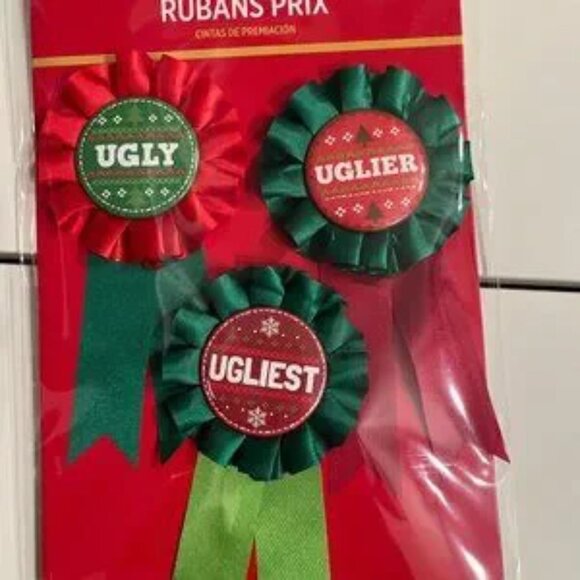 RUBANS PRIX
CINTAS DE PREMIACIÓN
UGLY
UGLIER
UGLIEST